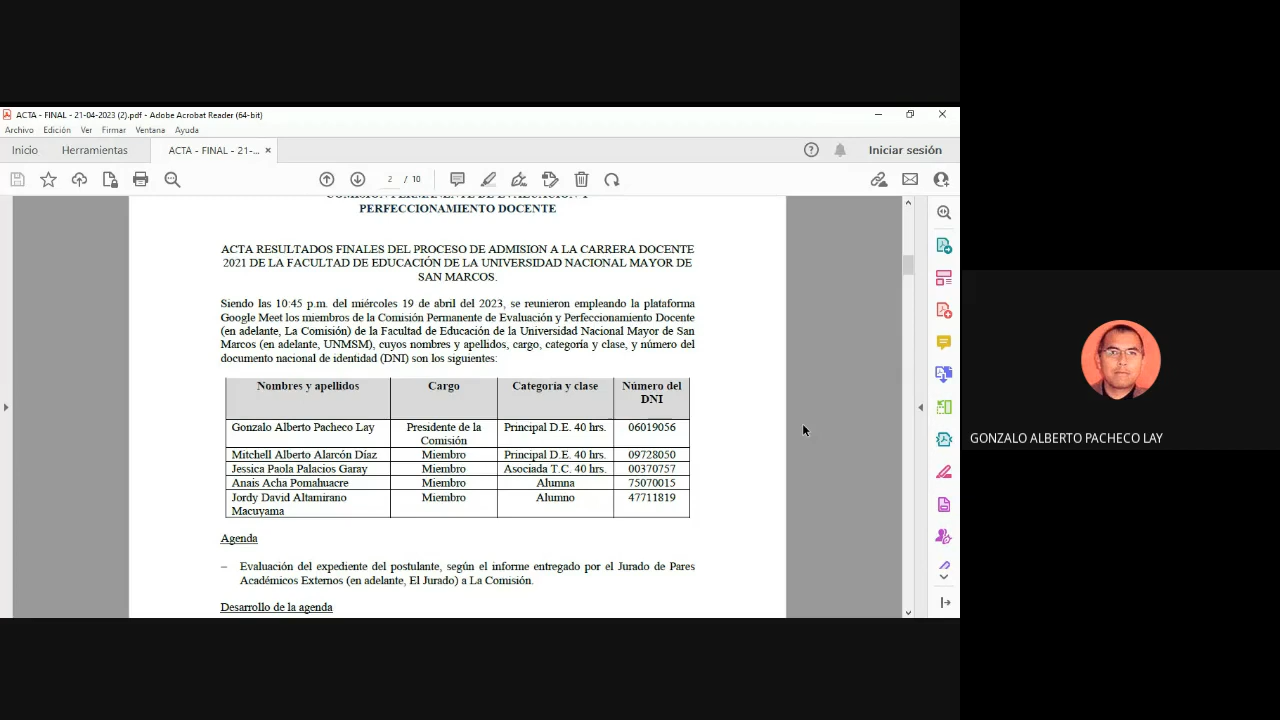 ACTA - FINAL - 21-04-2023 (2).pdf - Adobe Acrobat Reader (64-bit)
Archivo Edición Ver Firmar Ventana Ayuda
Inicio Herramientas ACTA - FINAL - 21-... × Iniciar sesión
2 / 10
COMISIÓN PERMANENTE DE EVALUACIÓN Y
PERFECCIONAMIENTO DOCENTE
ACTA RESULTADOS FINALES DEL PROCESO DE ADMISION A LA CARRERA DOCENTE
2021 DE LA FACULTAD DE EDUCACIÓN DE LA UNIVERSIDAD NACIONAL MAYOR DE
SAN MARCOS.
Siendo las 10:45 p.m. del miércoles 19 de abril del 2023, se reunieron empleando la plataforma
Google Meet los miembros de la Comisión Permanente de Evaluación y Perfeccionamiento Docente
(en adelante, La Comisión) de la Facultad de Educación de la Universidad Nacional Mayor de San
Marcos (en adelante, UNMSM), cuyos nombres y apellidos, cargo, categoría y clase, y número del
documento nacional de identidad (DNI) son los siguientes:
Nombres y apellidos Cargo Categoría y clase Número del
DNI
Gonzalo Alberto Pacheco Lay Presidente de la Principal D.E. 40 hrs. 06019056
Comisión
Mitchell Alberto Alarcón Díaz Miembro Principal D.E. 40 hrs. 09728050
Jessica Paola Palacios Garay Miembro Asociada T.C. 40 hrs. 00370757
Anais Acha Pomahuacre Miembro Alumna 75070015
Jordy David Altamirano Miembro Alumno 47711819
Macuyama
Agenda
– Evaluación del expediente del postulante, según el informe entregado por el Jurado de Pares
Académicos Externos (en adelante, El Jurado) a La Comisión.
Desarrollo de la agenda
GONZALO ALBERTO PACHECO LAY